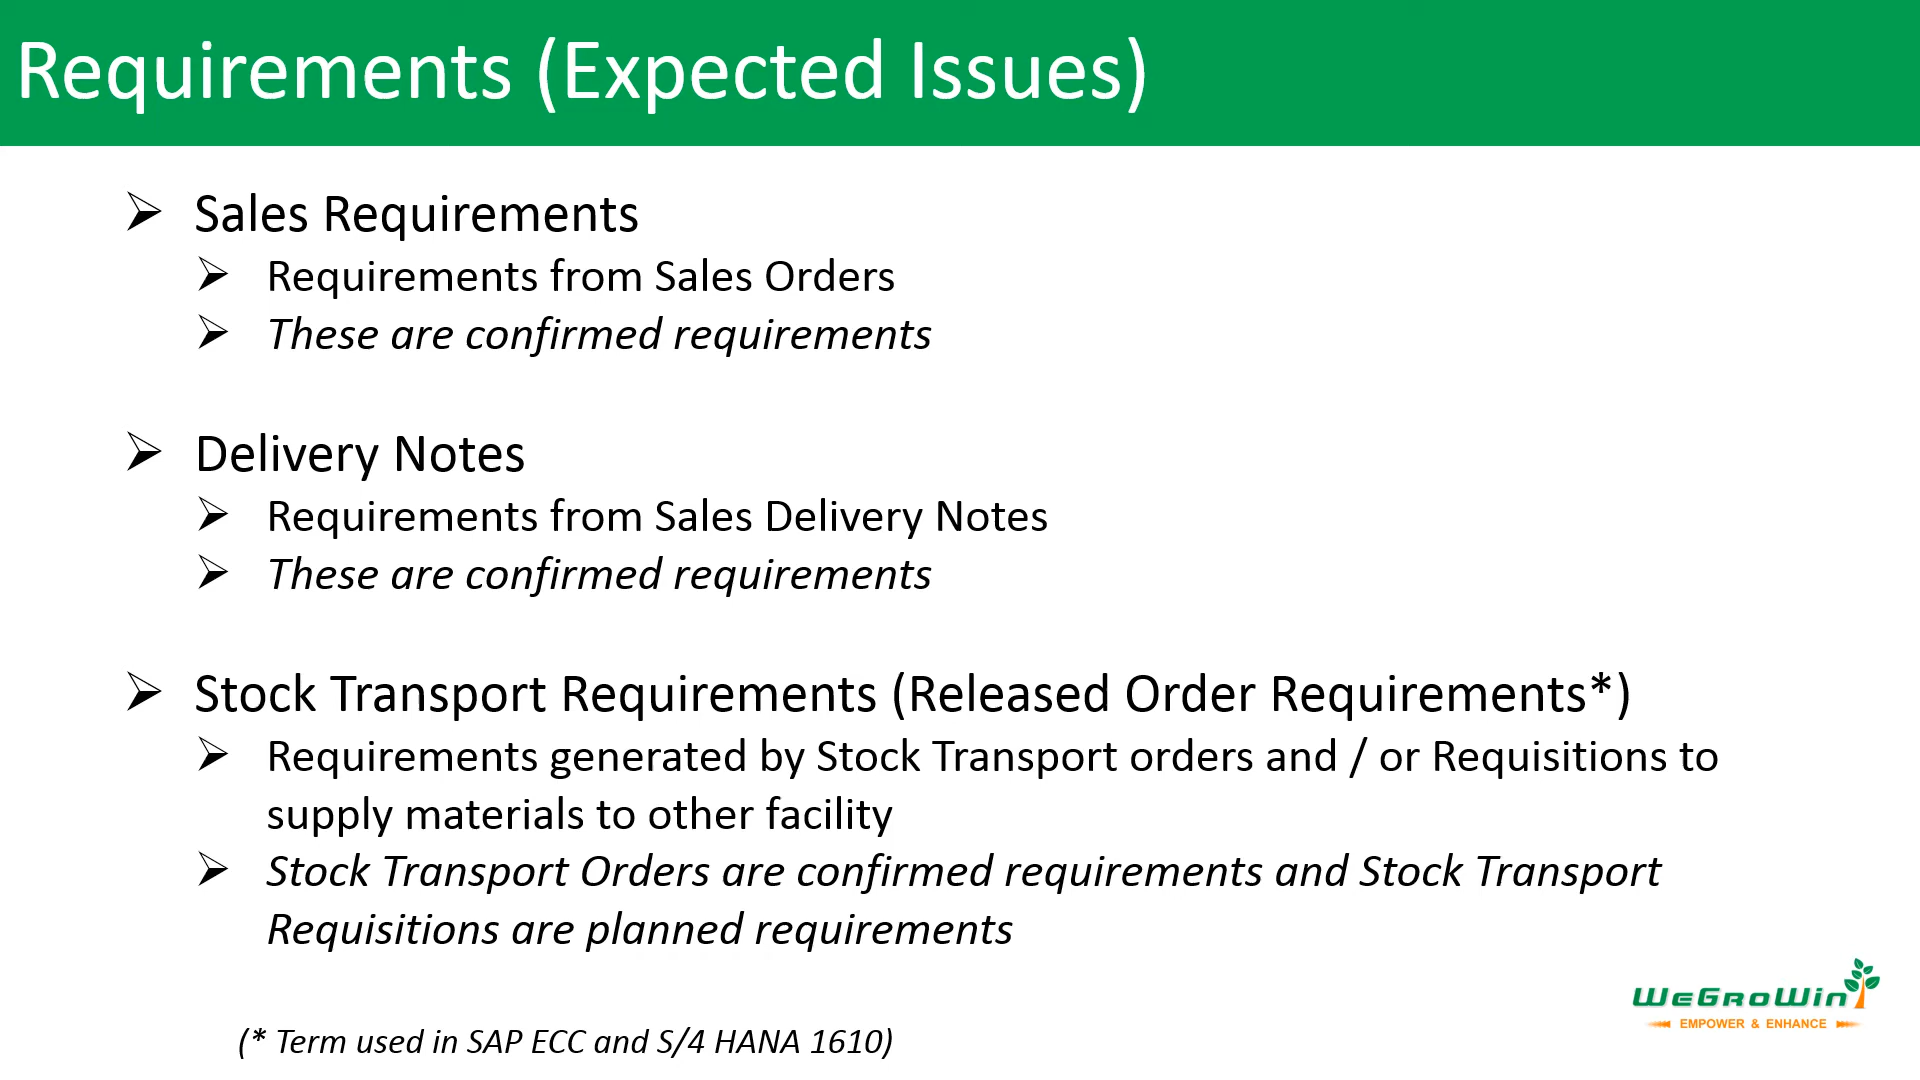 Requirements (Expected Issues)
Sales Requirements
Requirements from Sales Orders
These are confirmed requirements
Delivery Notes
Requirements from Sales Delivery Notes
These are confirmed requirements
Stock Transport Requirements (Released Order Requirements*)
Requirements generated by Stock Transport orders and / or Requisitions to
supply materials to other facility
Stock Transport Orders are confirmed requirements and Stock Transport
Requisitions are planned requirements
(* Term used in SAP ECC and S/4 HANA 1610)
WeGroWin
EMPOWER & ENHANCE